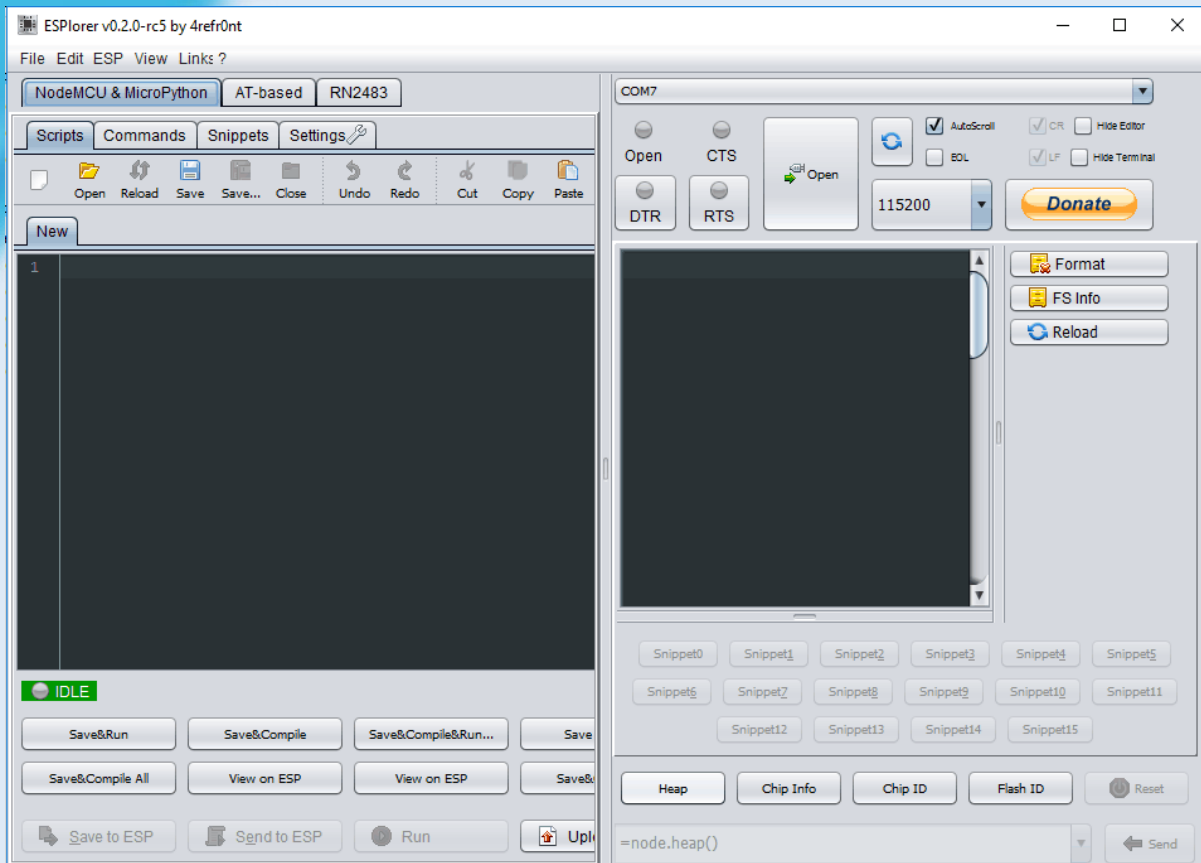 ESPlorer v0.2.0-rc5 by 4refr0nt
File Edit ESP View Links ?
NodeMCU & MicroPython AT-based RN2483
Scripts Commands Snippets Settings
Open Reload Save Save... Close Undo Redo Cut Copy Paste
New
1
IDLE
Save&Run Save&Compile Save&Compile&Run... Save
Save&Compile All View on ESP View on ESP Save&
Save to ESP Send to ESP Run Uplo
COM7
Open CTS Open AutoScroll CR Hide Editor
EOL LF Hide Terminal
DTR RTS 115200 Donate
Format
FS Info
Reload
Snippet0 Snippet1 Snippet2 Snippet3 Snippet4 Snippet5
Snippet6 Snippet7 Snippet8 Snippet9 Snippet10 Snippet11
Snippet12 Snippet13 Snippet14 Snippet15
Heap Chip Info Chip ID Flash ID Reset
=node.heap() Send